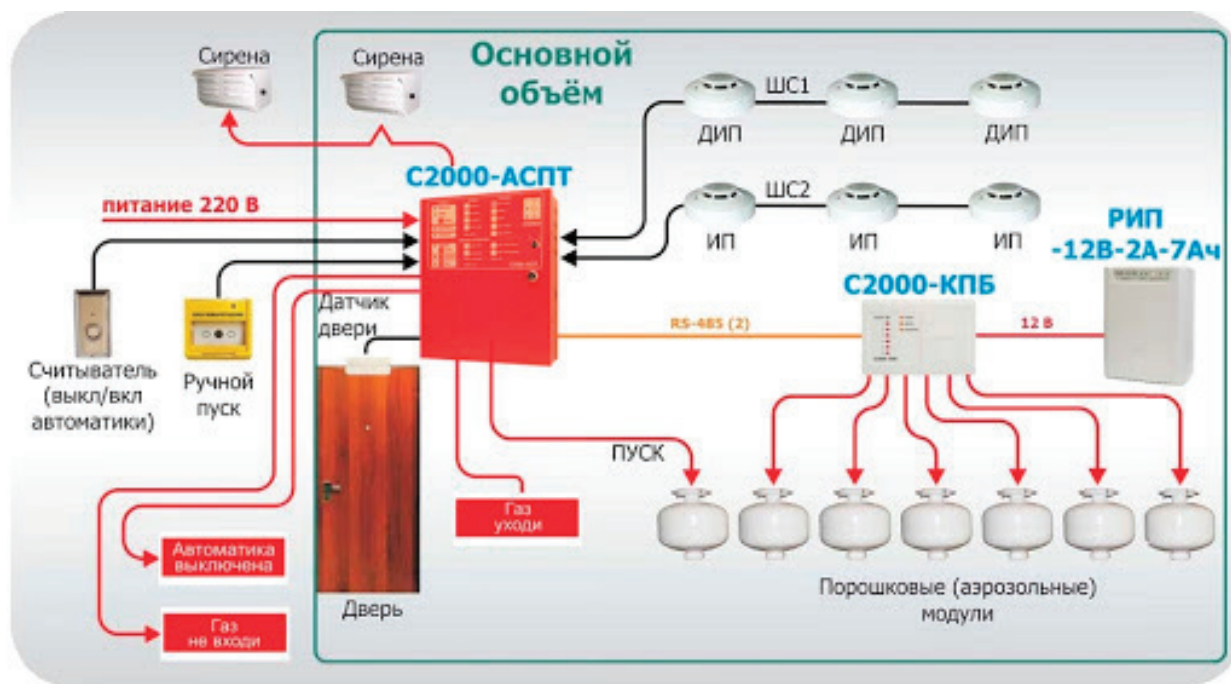 Сирена
Сирена
Основной
объём
ШС1
ДИП
ДИП
ДИП
С2000-АСПТ
питание 220 В
ШС2
ИП
ИП
ИП
РИП
-12В-2А-7Ач
С2000-КПБ
Датчик
двери
RS-485 (2)
12 В
Считыватель
(выкл/вкл
автоматики)
Ручной
пуск
ПУСК
Газ
уходи
Автоматика
выключена
Порошковые (аэрозольные)
модули
Дверь
Газ
не входи